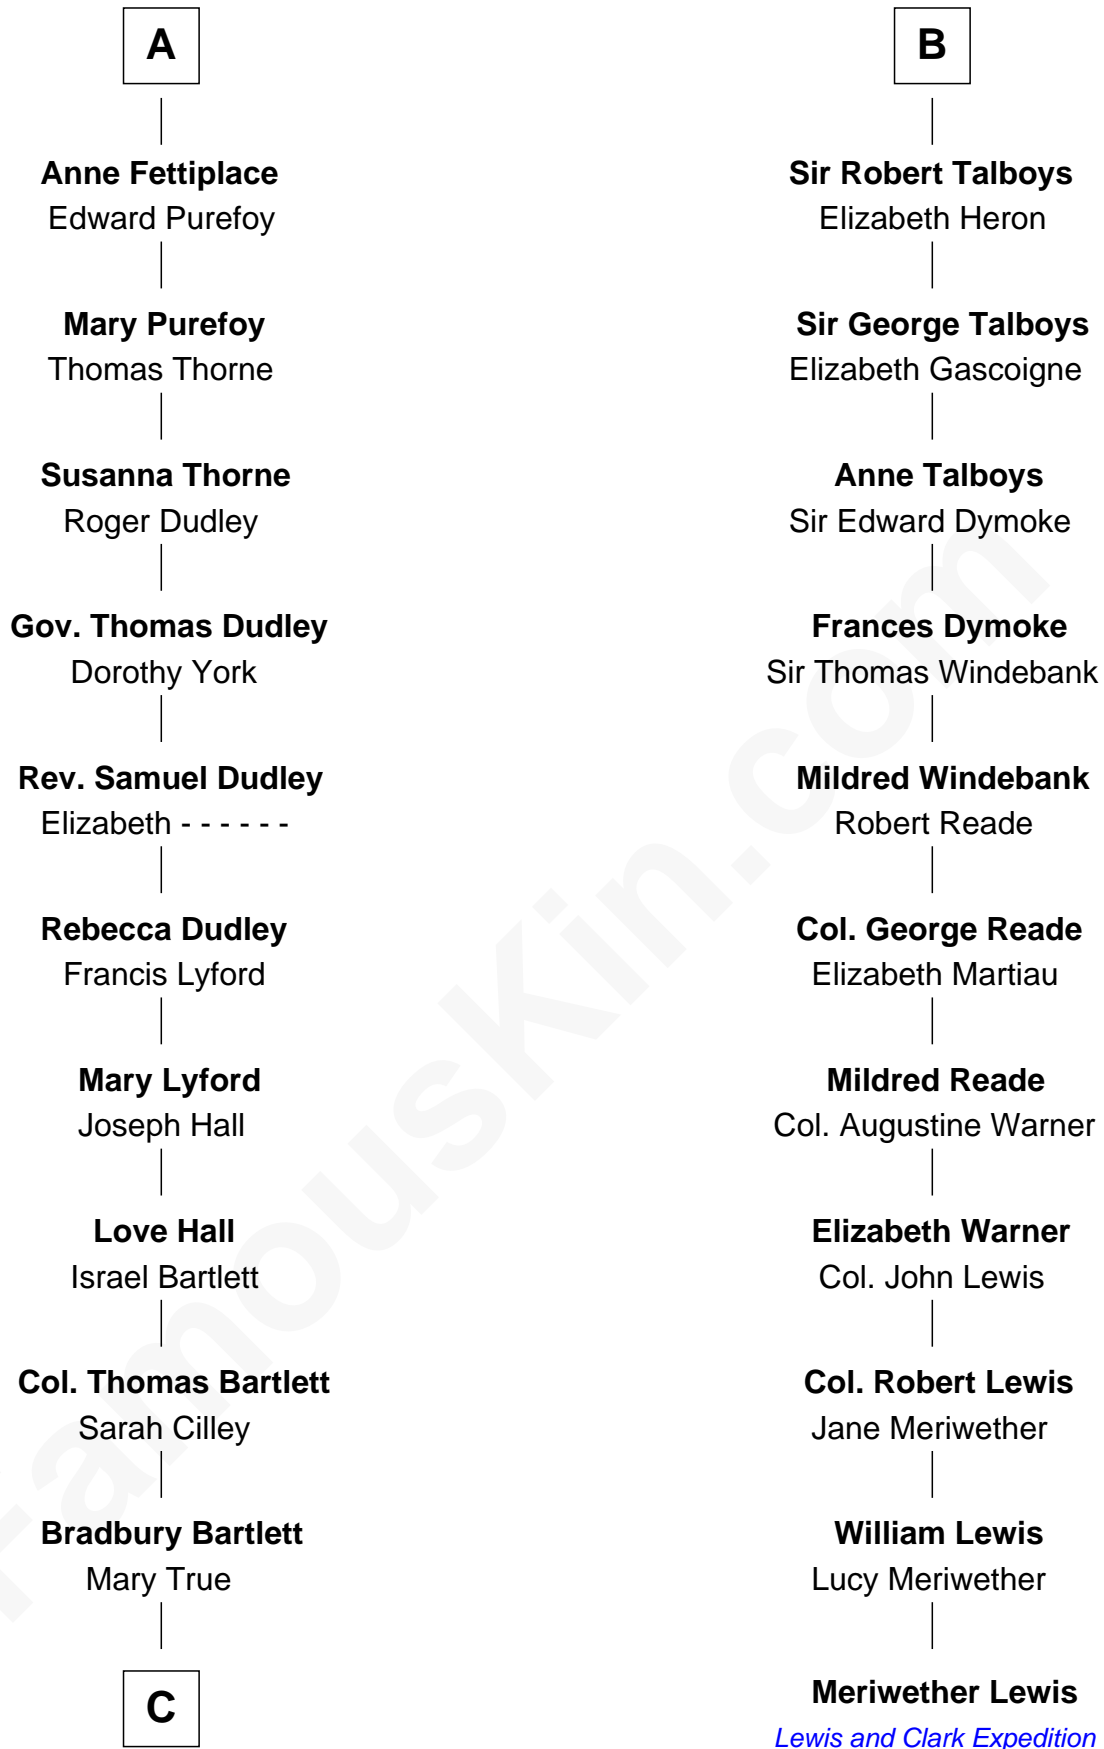 A
Anne Fettiplace
Edward Purefoy
Mary Purefoy
Thomas Thorne
Susanna Thorne
Roger Dudley
Gov. Thomas Dudley
Dorothy York
Rev. Samuel Dudley
Elizabeth - - - - - -
Rebecca Dudley
Francis Lyford
Mary Lyford
Joseph Hall
Love Hall
Israel Bartlett
Col. Thomas Bartlett
Sarah Cilley
Bradbury Bartlett
Mary True
C
B
Sir Robert Talboys
Elizabeth Heron
Sir George Talboys
Elizabeth Gascoigne
Anne Talboys
Sir Edward Dymoke
Frances Dymoke
Sir Thomas Windebank
Mildred Windebank
Robert Reade
Col. George Reade
Elizabeth Martiau
Mildred Reade
Col. Augustine Warner
Elizabeth Warner
Col. John Lewis
Col. Robert Lewis
Jane Meriwether
William Lewis
Lucy Meriwether
Meriwether Lewis
Lewis and Clark Expedition
FamousKin.com